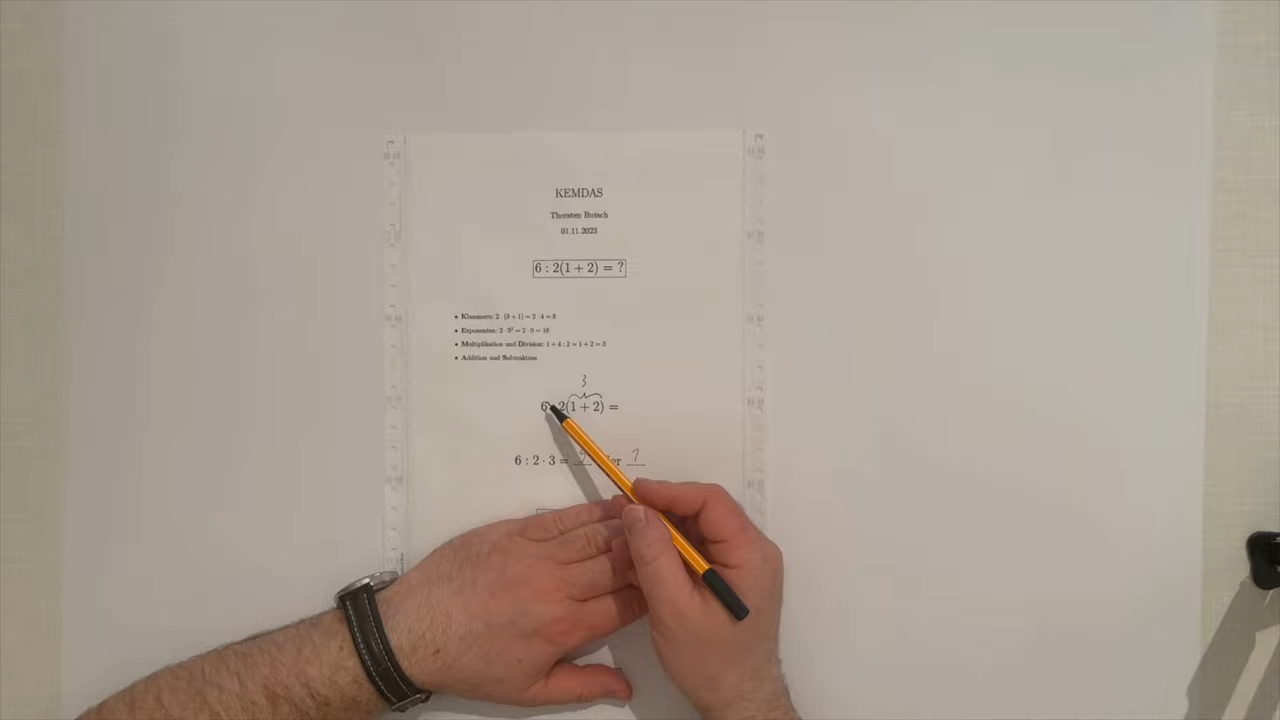 KEMDAS
Thorsten Butsch
01.11.2023
6 : 2(1 + 2) = ?
• Klammern: 2 · (3 + 1) = 2 · 4 = 8
• Exponenten: 2 · 3² = 2 · 9 = 18
• Multiplikation und Division: 1 + 4 : 2 = 1 + 2 = 3
• Addition und Subtraktion
3
6 2(1 + 2) =
6 : 2 · 3 = ?